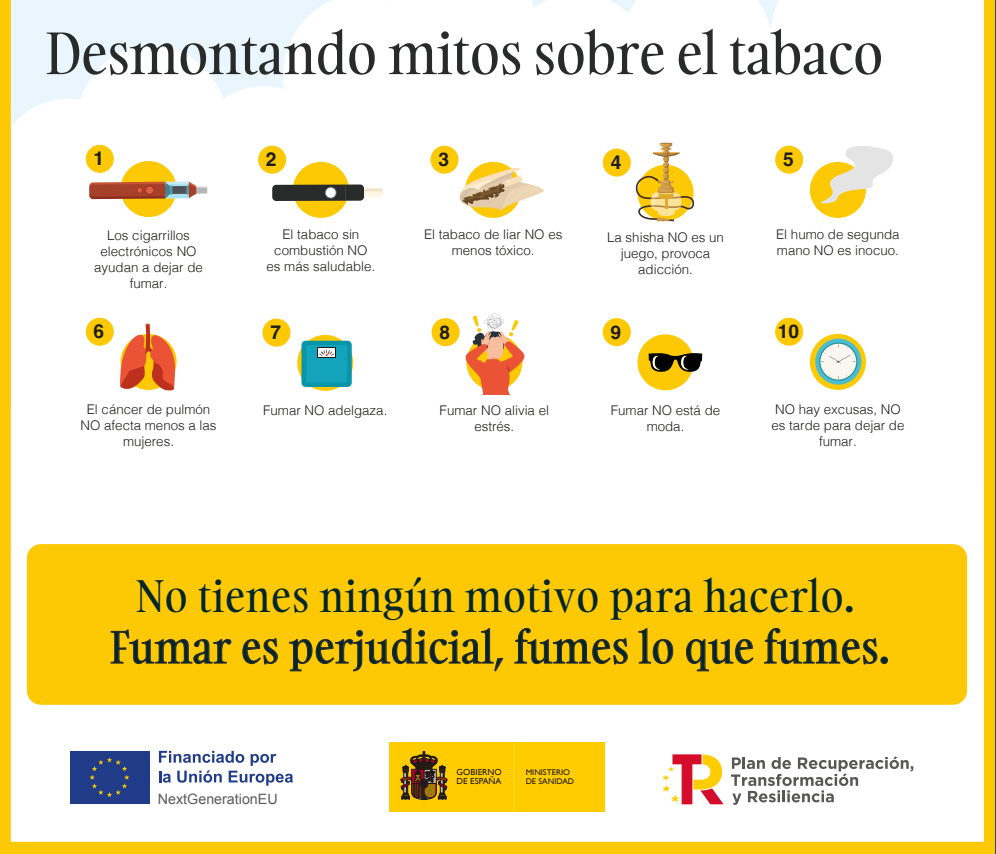 Desmontando mitos sobre el tabaco
1
Los cigarrillos
electrónicos NO
ayudan a dejar de
fumar.
2
El tabaco sin
combustión NO
es más saludable.
3
El tabaco de liar NO es
menos tóxico.
4
La shisha NO es un
juego, provoca
adicción.
5
El humo de segunda
mano NO es inocuo.
6
El cáncer de pulmón
NO afecta menos a las
mujeres.
7
Fumar NO adelgaza.
8
Fumar NO alivia el
estrés.
9
Fumar NO está de
moda.
10
NO hay excusas, NO
es tarde para dejar de
fumar.
No tienes ningún motivo para hacerlo.
Fumar es perjudicial, fumes lo que fumes.
Financiado por
la Unión Europea
NextGenerationEU
GOBIERNO
DE ESPAÑA
MINISTERIO
DE SANIDAD
TR
Plan de Recuperación,
Transformación
y Resiliencia